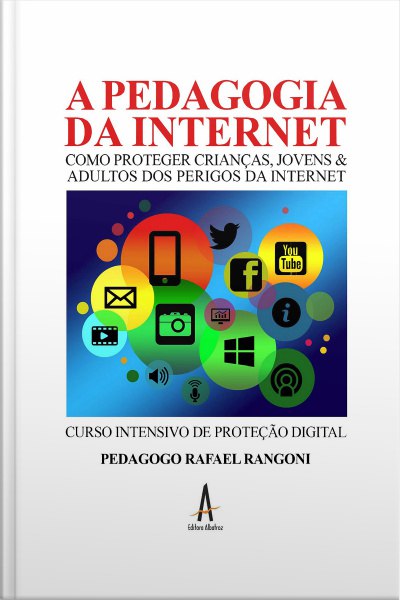 A PEDAGOGIA
DA INTERNET
COMO PROTEGER CRIANÇAS, JOVENS &
ADULTOS DOS PERIGOS DA INTERNET
You
Tube
CURSO INTENSIVO DE PROTEÇÃO DIGITAL
PEDAGOGO RAFAEL RANGONI
Editora Albatroz